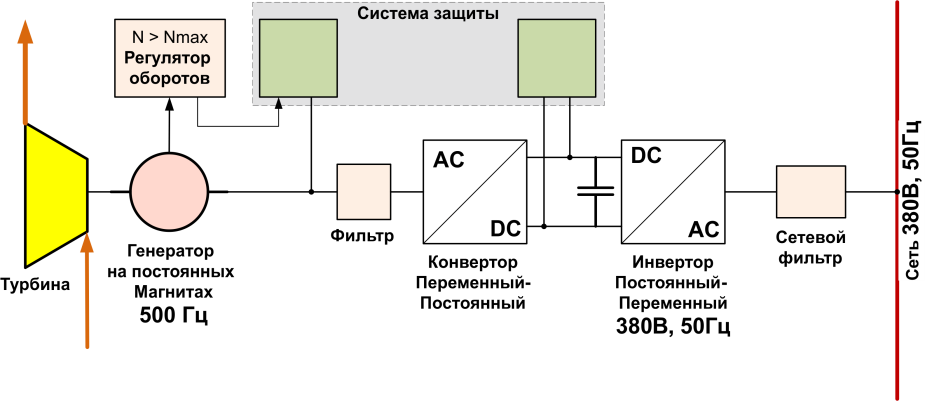 Система защиты
N > Nmax
Регулятор
оборотов
AC
DC
DC
AC
Турбина
Генератор
на постоянных
Магнитах
500 Гц
Фильтр
Конвертор
Переменный-
Постоянный
Инвертор
Постоянный-
Переменный
380В, 50Гц
Сетевой
фильтр
Сеть 380В, 50Гц